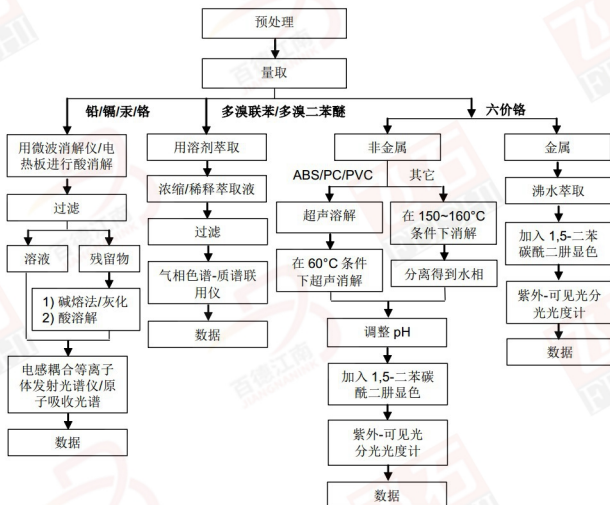 预处理
量取
铅/镉/汞/铬
多溴联苯/多溴二苯醚
六价铬
用微波消解仪/电
热板进行酸消解
过滤
溶液
残留物
1) 碱熔法/灰化
2) 酸溶解
电感耦合等离子
体发射光谱仪/原
子吸收光谱
数据
用溶剂萃取
浓缩/稀释萃取液
过滤
气相色谱-质谱联
用仪
数据
非金属
ABS/PC/PVC
其它
超声溶解
在 60°C 条件
下超声消解
在 150~160°C
条件下消解
分离得到水相
调整 pH
加入 1,5-二苯碳
酰二肼显色
紫外-可见光
分光光度计
数据
金属
沸水萃取
加入 1,5-二苯
碳酰二肼显色
紫外-可见光分
光光度计
数据
百德江南
JIANGNANJNK